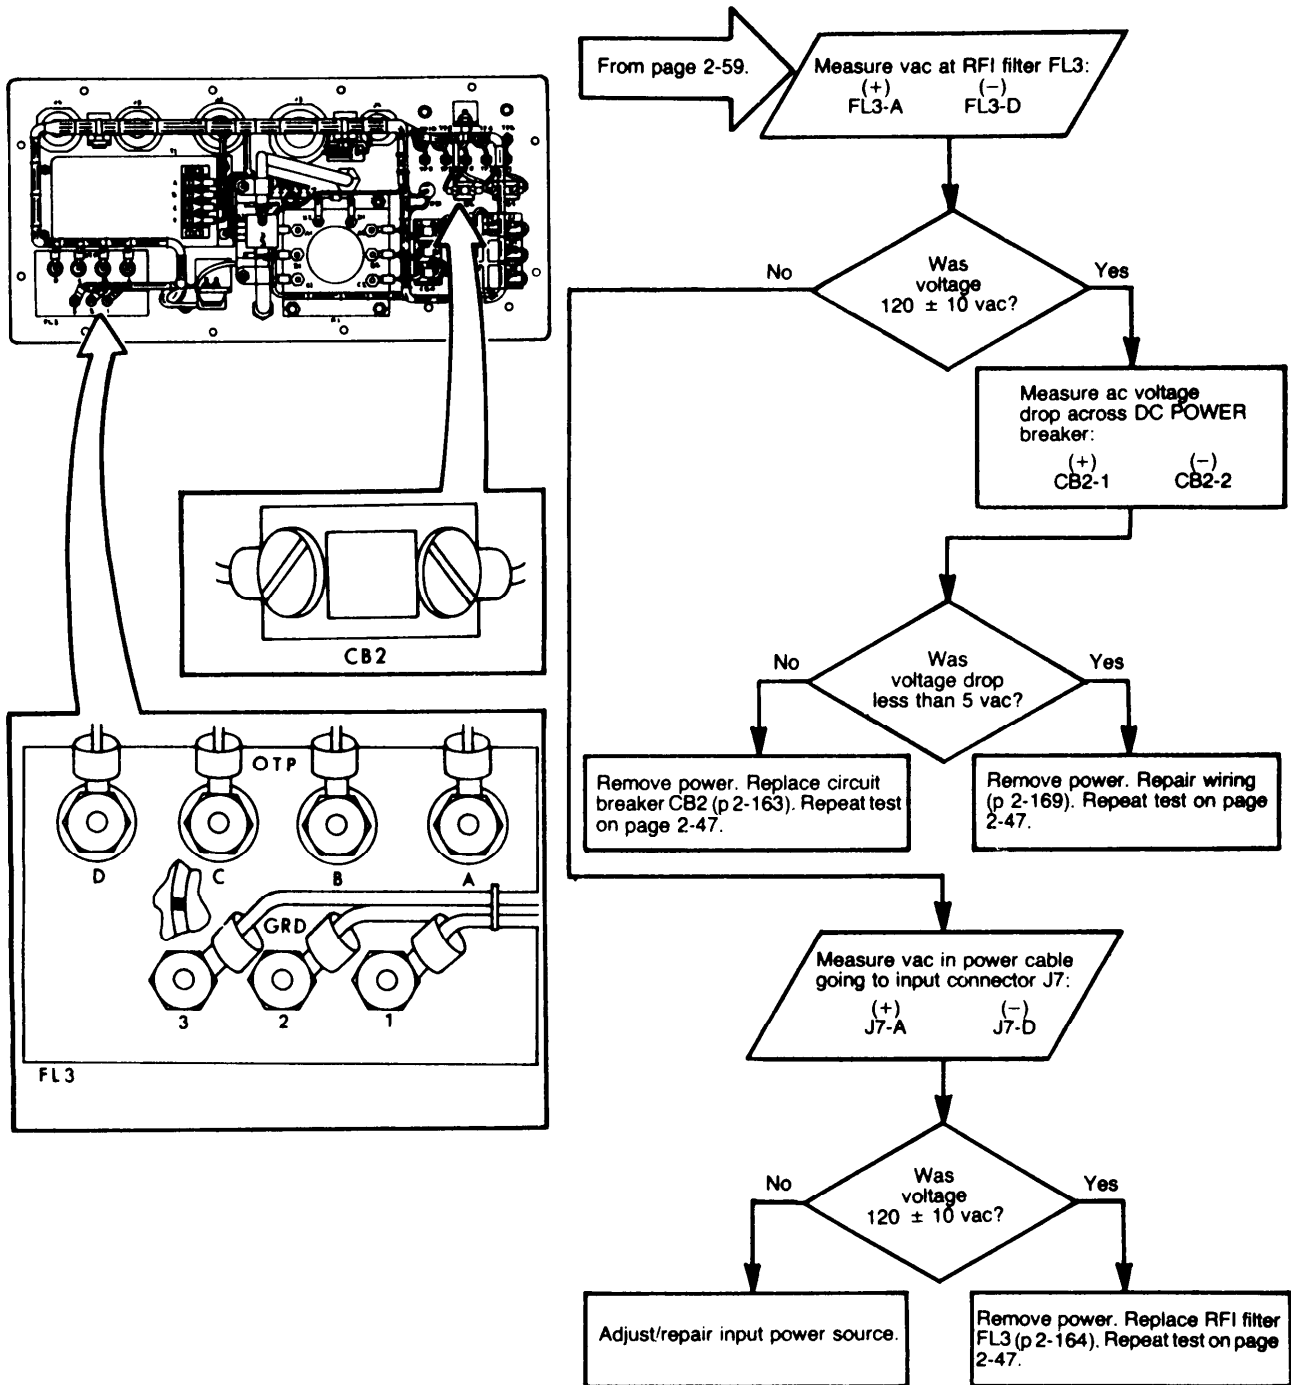 From page 2-59.
Measure vac at RFI filter FL3:
(+) (−)
FL3-A FL3-D
Was
voltage
120 ± 10 vac?
No
Yes
Measure ac voltage
drop across DC POWER
breaker:
(+) (−)
CB2-1 CB2-2
Was
voltage drop
less than 5 vac?
No
Yes
Remove power. Replace circuit
breaker CB2 (p 2-163). Repeat test
on page 2-47.
Remove power. Repair wiring
(p 2-169). Repeat test on page
2-47.
Measure vac in power cable
going to input connector J7:
(+) (−)
J7-A J7-D
Was
voltage
120 ± 10 vac?
No
Yes
Adjust/repair input power source.
Remove power. Replace RFI filter
FL3 (p 2-164). Repeat test on page
2-47.
CB2
OTP
D C B A
GRD
3 2 1
FL3